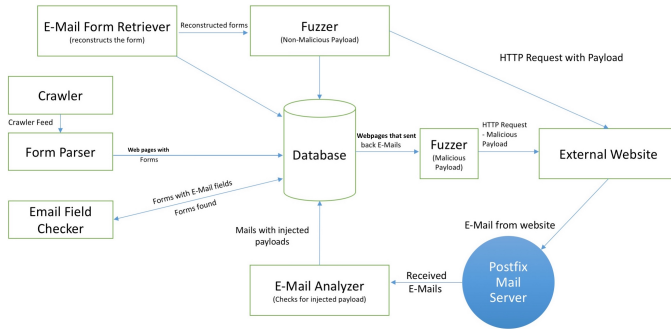 E-Mail Form Retriever
(reconstructs the form)
Reconstructed forms
Fuzzer
(Non-Malicious Payload)
HTTP Request with Payload
Crawler
Crawler Feed
Form Parser
Web pages with
Forms
Database
Webpages that sent
back E-Mails
Fuzzer
(Malicious
Payload)
HTTP Request
- Malicious
Payload
External Website
Email Field
Checker
Forms with E-Mail fields
Forms found
Mails with injected
payloads
E-Mail from website
E-Mail Analyzer
(Checks for injected payload)
Received
E-Mails
Postfix
Mail
Server